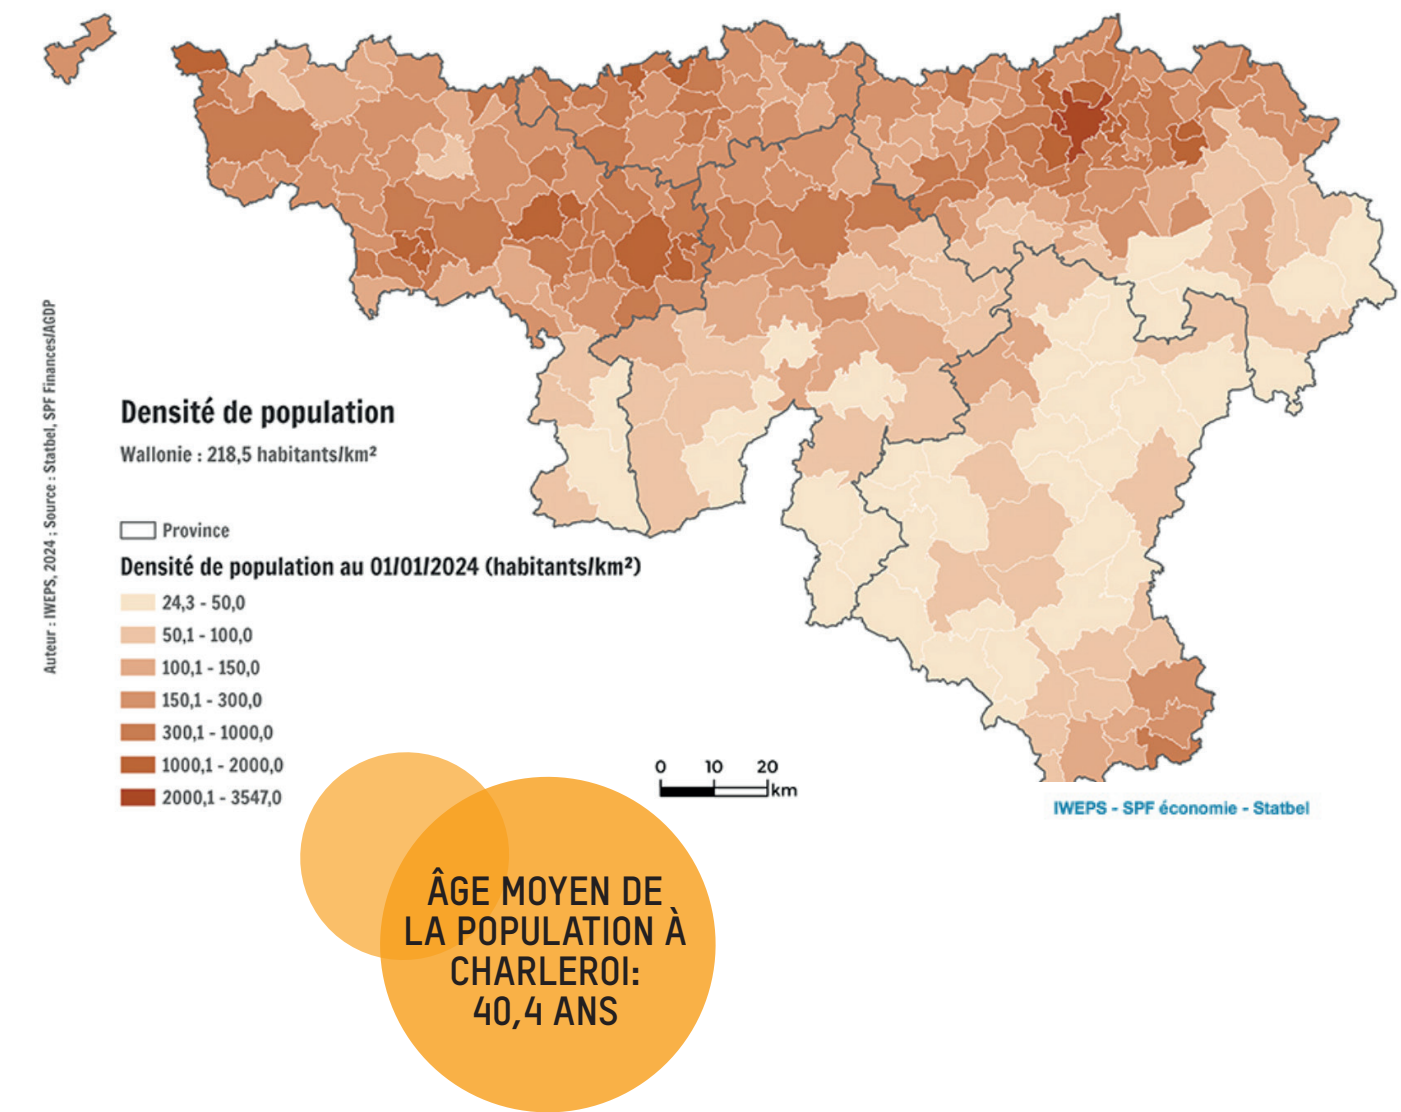 Auteur : IWEPS, 2024 ; Source : Statbel, SPF Finances/AGDP
Densité de population
Wallonie : 218,5 habitants/km²
Province
Densité de population au 01/01/2024 (habitants/km²)
24,3 - 50,0
50,1 - 100,0
100,1 - 150,0
150,1 - 300,0
300,1 - 1000,0
1000,1 - 2000,0
2000,1 - 3547,0
0 10 20
km
IWEPS - SPF économie - Statbel
ÂGE MOYEN DE
LA POPULATION À
CHARLEROI:
40,4 ANS